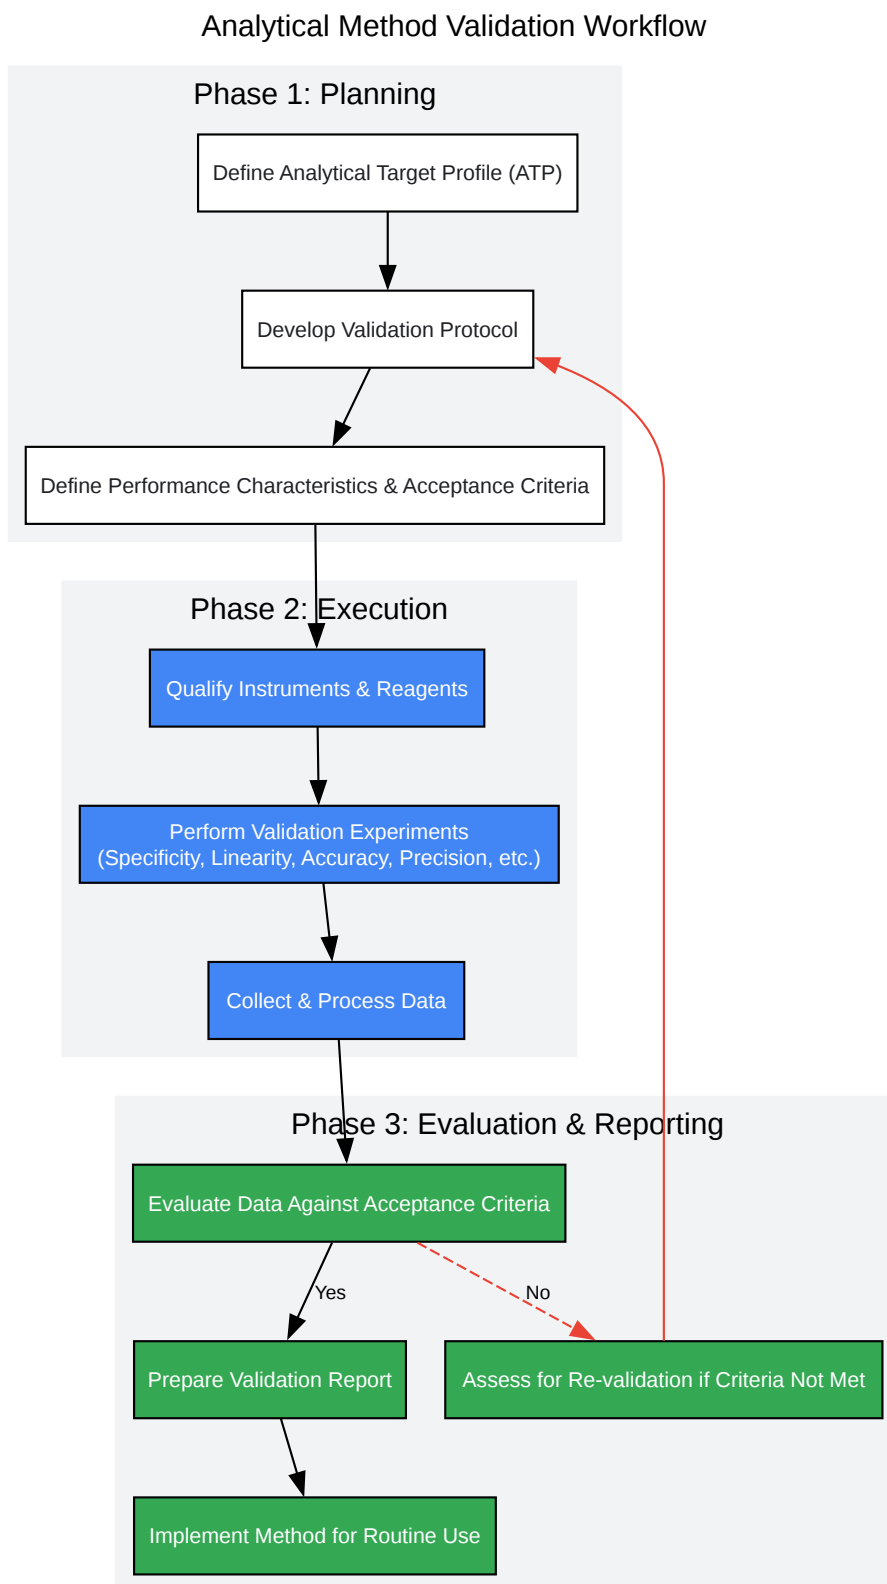 Analytical Method Validation Workflow
Phase 1: Planning
Define Analytical Target Profile (ATP)
Develop Validation Protocol
Define Performance Characteristics & Acceptance Criteria
Phase 2: Execution
Qualify Instruments & Reagents
Perform Validation Experiments
(Specificity, Linearity, Accuracy, Precision, etc.)
Collect & Process Data
Phase 3: Evaluation & Reporting
Evaluate Data Against Acceptance Criteria
Yes
No
Prepare Validation Report
Assess for Re-validation if Criteria Not Met
Implement Method for Routine Use